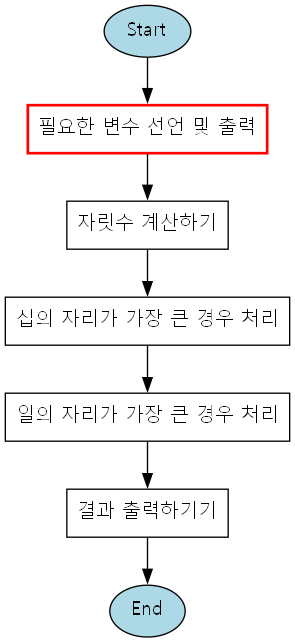 Start
필요한 변수 선언 및 출력
자릿수 계산하기
십의 자리가 가장 큰 경우 처리
일의 자리가 가장 큰 경우 처리
결과 출력하기기
End